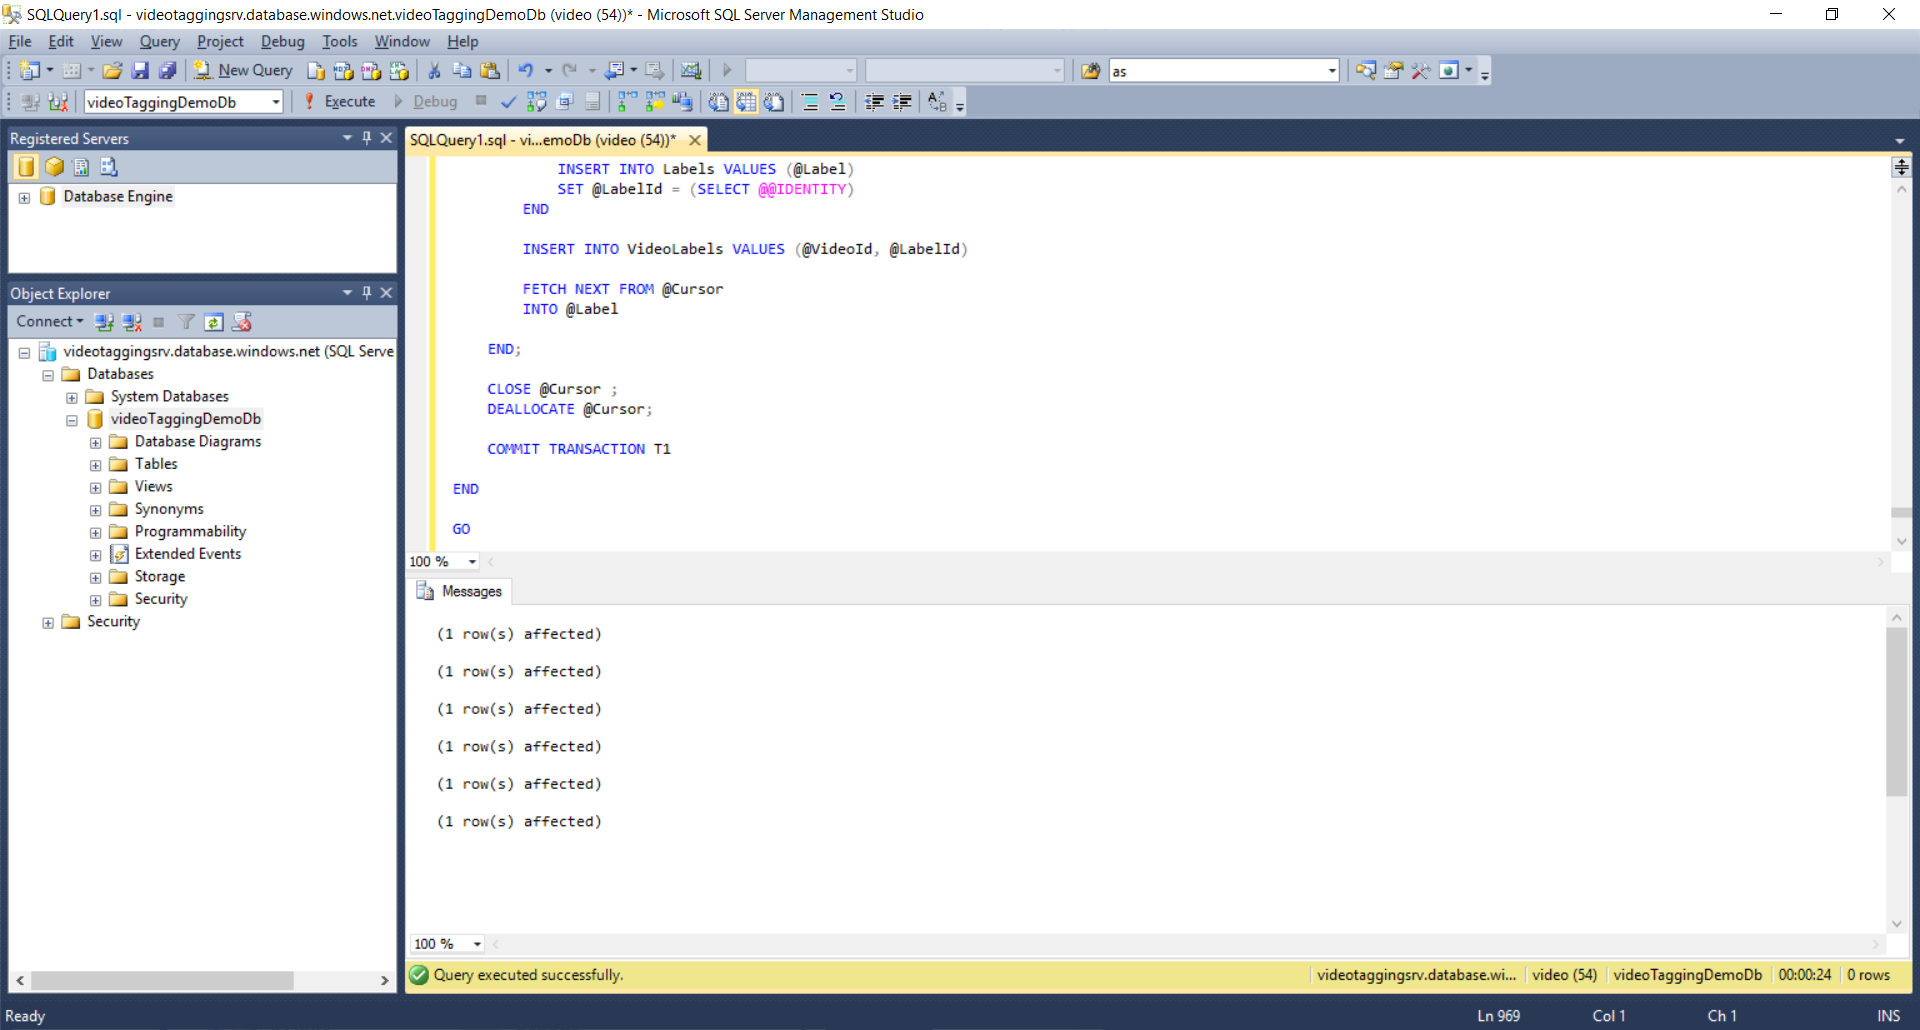 SQLQuery1.sql - videotaggingsrv.database.windows.net.videoTaggingDemoDb (video (54))* - Microsoft SQL Server Management Studio
File Edit View Query Project Debug Tools Window Help
New Query as
videoTaggingDemoDb Execute Debug
Registered Servers
Database Engine
Object Explorer
Connect
videotaggingsrv.database.windows.net (SQL Serve
Databases
System Databases
videoTaggingDemoDb
Database Diagrams
Tables
Views
Synonyms
Programmability
Extended Events
Storage
Security
Security
SQLQuery1.sql - vi...emoDb (video (54))*
INSERT INTO Labels VALUES (@Label)
SET @LabelId = (SELECT @@IDENTITY)
END
INSERT INTO VideoLabels VALUES (@VideoId, @LabelId)
FETCH NEXT FROM @Cursor
INTO @Label
END;
CLOSE @Cursor ;
DEALLOCATE @Cursor;
COMMIT TRANSACTION T1
END
GO
100 %
Messages
(1 row(s) affected)
(1 row(s) affected)
(1 row(s) affected)
(1 row(s) affected)
(1 row(s) affected)
(1 row(s) affected)
100 %
Query executed successfully. videotaggingsrv.database.wi... video (54) videoTaggingDemoDb 00:00:24 0 rows
Ready Ln 969 Col 1 Ch 1 INS